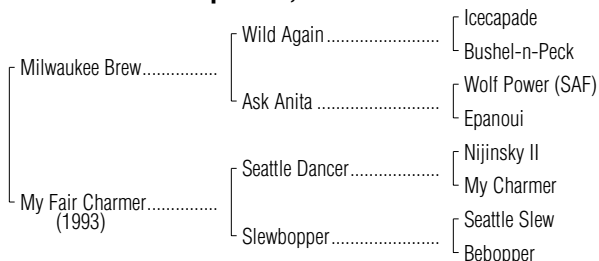 Icecapade
Wild Again........................
Bushel-n-Peck
Milwaukee Brew................
Wolf Power (SAF)
Ask Anita ..........................
Epanoui
Nijinsky II
Seattle Dancer...................
My Charmer
My Fair Charmer...............
(1993)
Seattle Slew
Slewbopper.......................
Bebopper